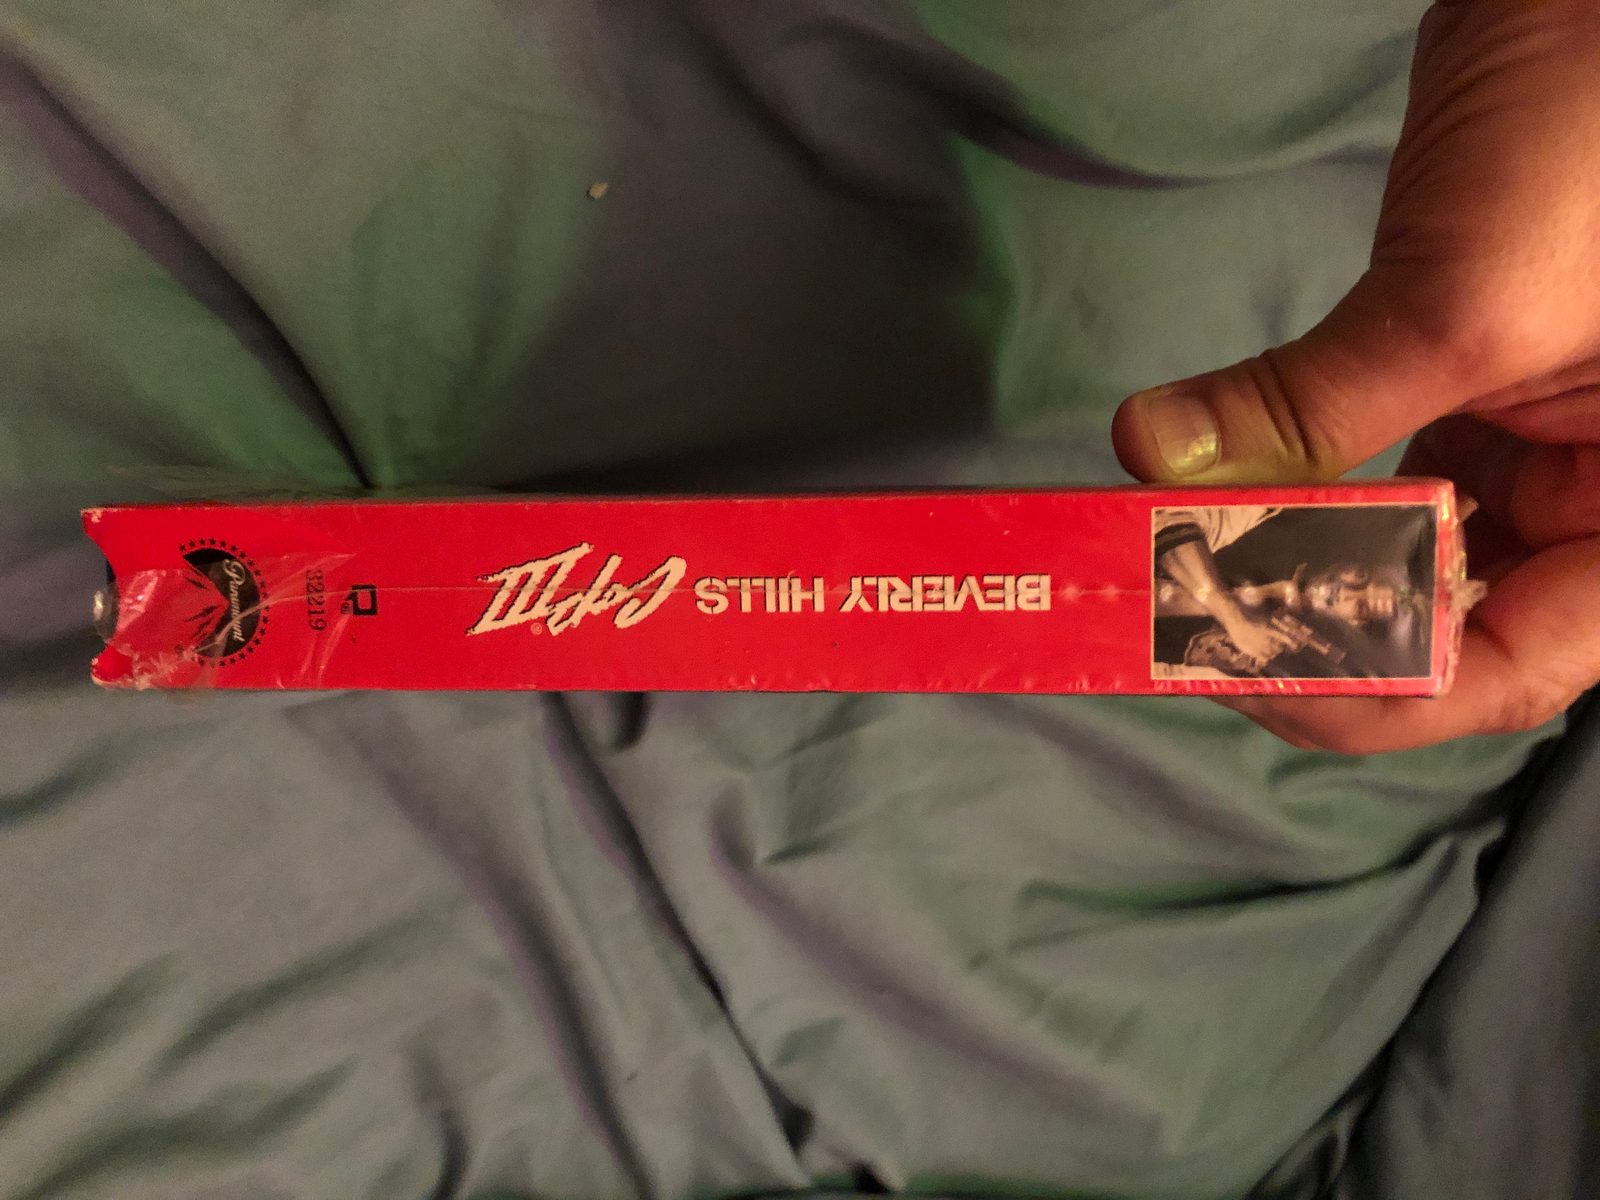 BEVERLY HILLS Cop III®
®
32219
Paramount